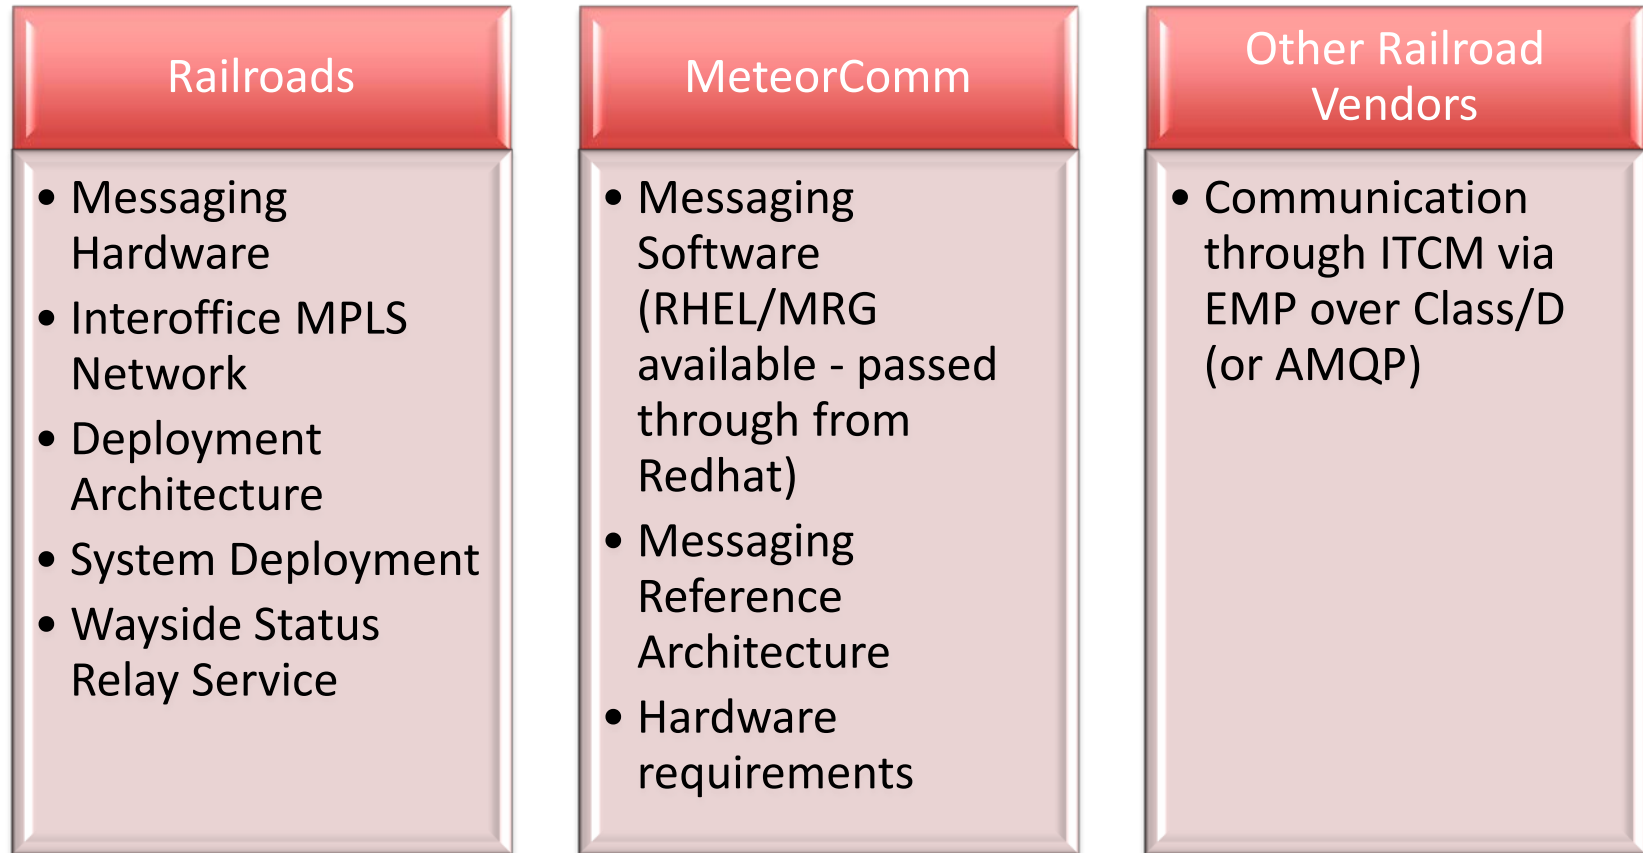 Railroads
• Messaging
Hardware
• Interoffice MPLS
Network
• Deployment
Architecture
• System Deployment
• Wayside Status
Relay Service
MeteorComm
• Messaging
Software
(RHEL/MRG
available - passed
through from
Redhat)
• Messaging
Reference
Architecture
• Hardware
requirements
Other Railroad
Vendors
• Communication
through ITCM via
EMP over Class/D
(or AMQP)